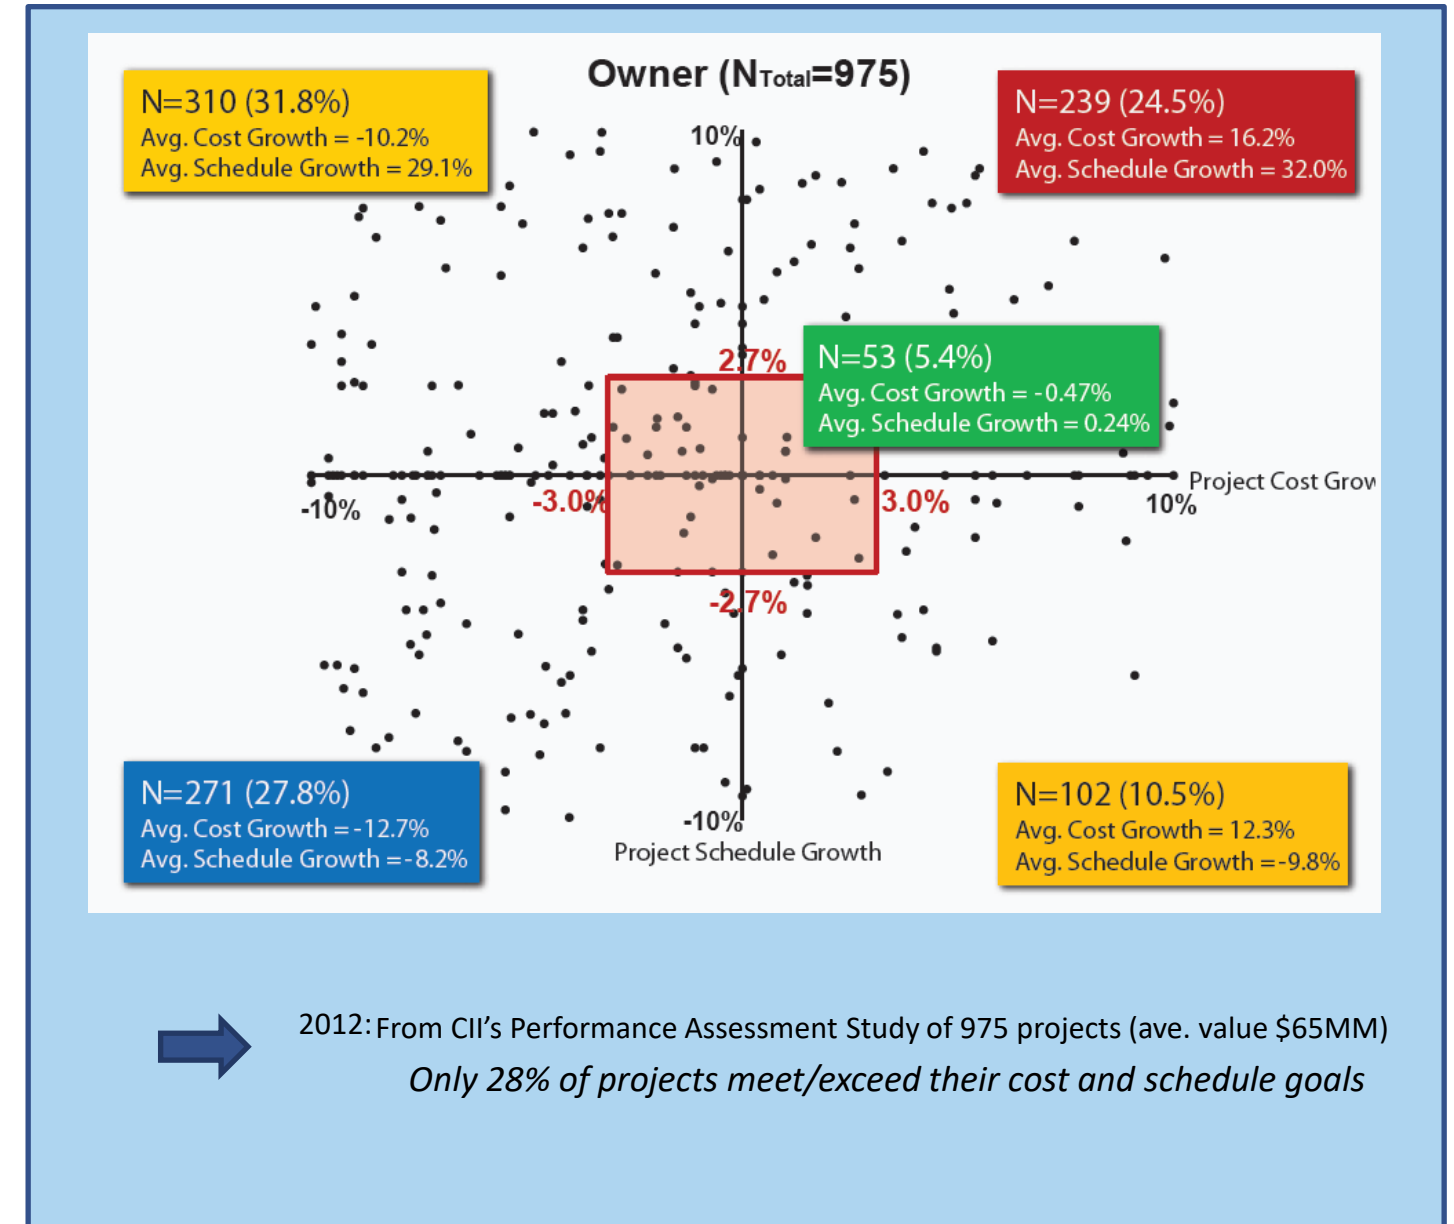 Owner (NTotal=975)
N=310 (31.8%)
Avg. Cost Growth = -10.2%
Avg. Schedule Growth = 29.1%
N=239 (24.5%)
Avg. Cost Growth = 16.2%
Avg. Schedule Growth = 32.0%
10%
2.7%
N=53 (5.4%)
Avg. Cost Growth = -0.47%
Avg. Schedule Growth = 0.24%
-10%
-3.0%
3.0%
10%
Project Cost Grow
-2.7%
-10%
Project Schedule Growth
N=271 (27.8%)
Avg. Cost Growth = -12.7%
Avg. Schedule Growth =-8.2%
N=102 (10.5%)
Avg. Cost Growth = 12.3%
Avg. Schedule Growth =-9.8%
2012: From CII's Performance Assessment Study of 975 projects (ave. value $65MM)
Only 28% of projects meet/exceed their cost and schedule goals